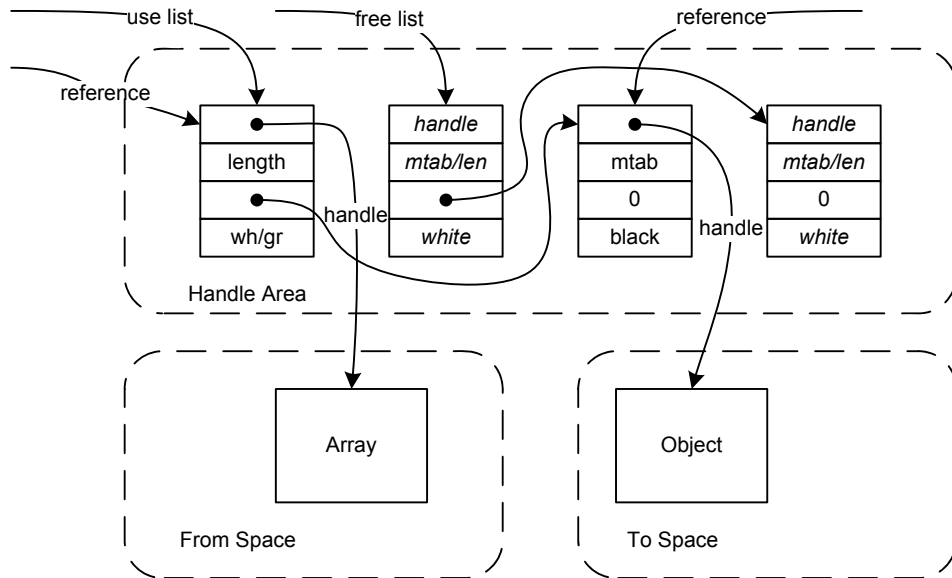 use list
free list
reference
reference
handle
handle
length
mtab/len
mtab
mtab/len
0
0
handle
handle
wh/gr
white
black
white
Handle Area
Array
Object
From Space
To Space